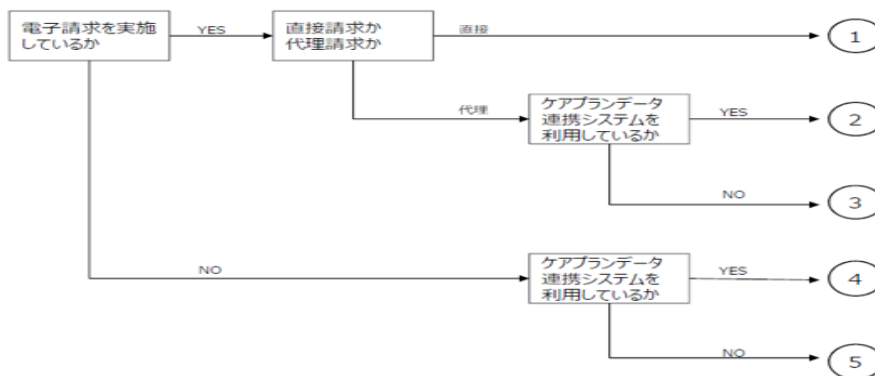 電子請求を実施
しているか
YES
直接請求か
代理請求か
直接
1
代理
ケアプランデータ
連携システムを
利用しているか
YES
2
NO
3
NO
ケアプランデータ
連携システムを
利用しているか
YES
4
NO
5